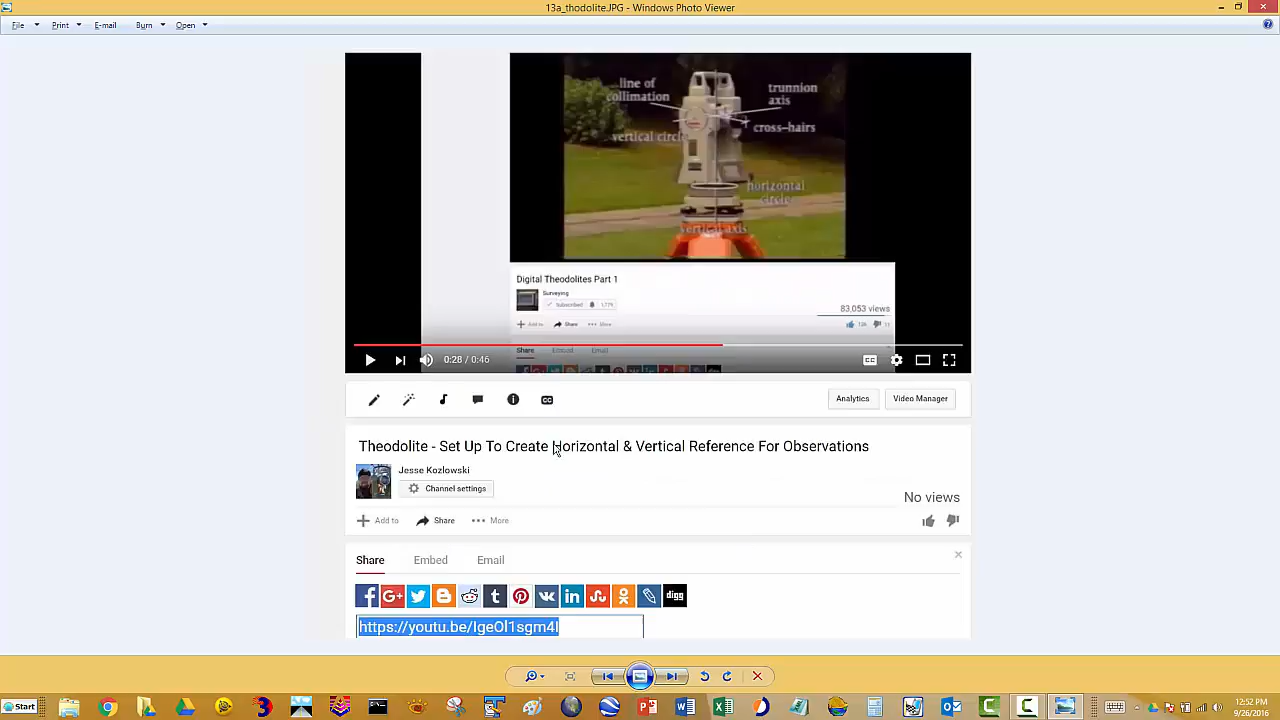 13a_thodolite.JPG - Windows Photo Viewer
File Print E-mail Burn Open
line of collimation
trunnion axis
cross-hairs
vertical circle
horizontal circle
vertical axis
Digital Theodolites Part 1
Surveying
Subscribed
83,053 views
Add to Share More
Share Embed Email
0:28 / 0:46
CC
Analytics Video Manager
Theodolite - Set Up To Create Horizontal & Vertical Reference For Observations
Jesse Kozlowski
Channel settings
No views
Add to Share More
Share Embed Email
digg
https://youtu.be/IgeOl1sgm4I
Start
12:52 PM
9/26/2016